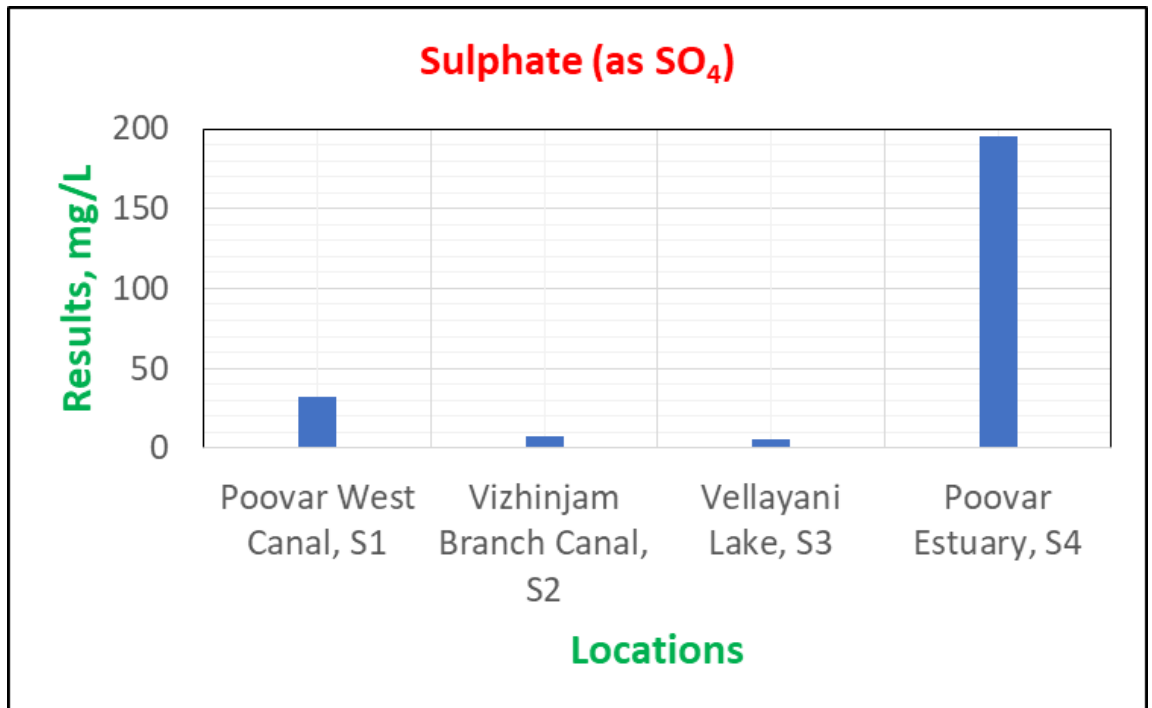 Sulphate (as SO₄)
Results, mg/L
200
150
100
50
0
Poovar West
Canal, S1
Vizhinjam
Branch Canal,
S2
Vellayani
Lake, S3
Poovar
Estuary, S4
Locations